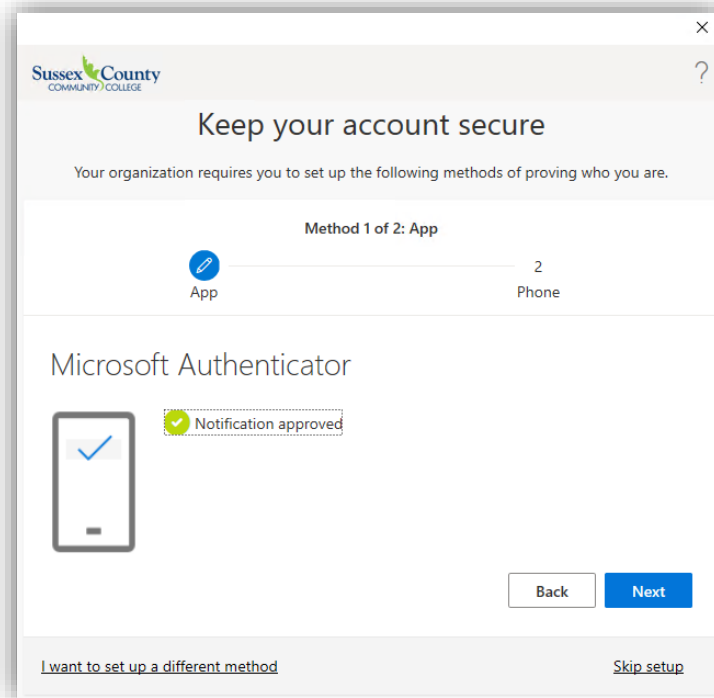 Sussex County
COMMUNITY COLLEGE
Keep your account secure
Your organization requires you to set up the following methods of proving who you are.
Method 1 of 2: App
2
App
Phone
Microsoft Authenticator
Notification approved
Back
Next
I want to set up a different method
Skip setup